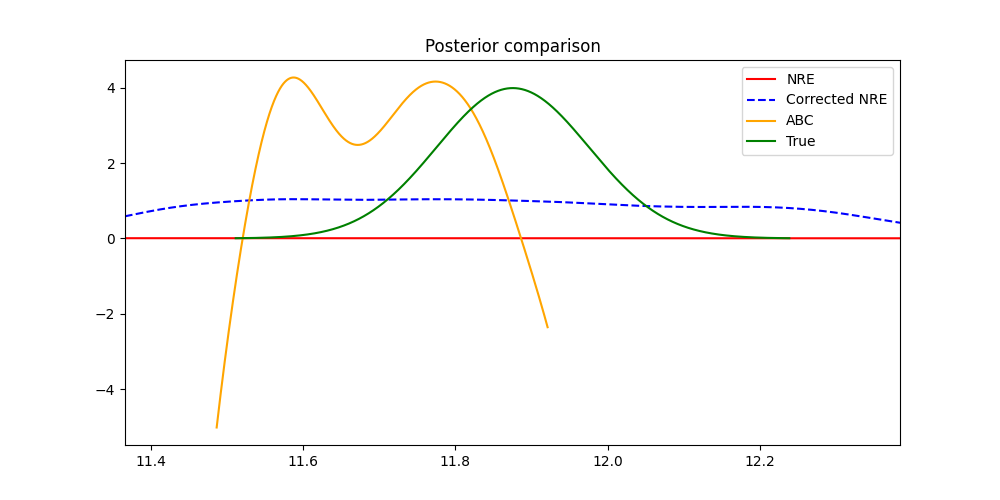 Posterior comparison
NRE
Corrected NRE
ABC
True
4
2
0
−2
−4
11.4 11.6 11.8 12.0 12.2